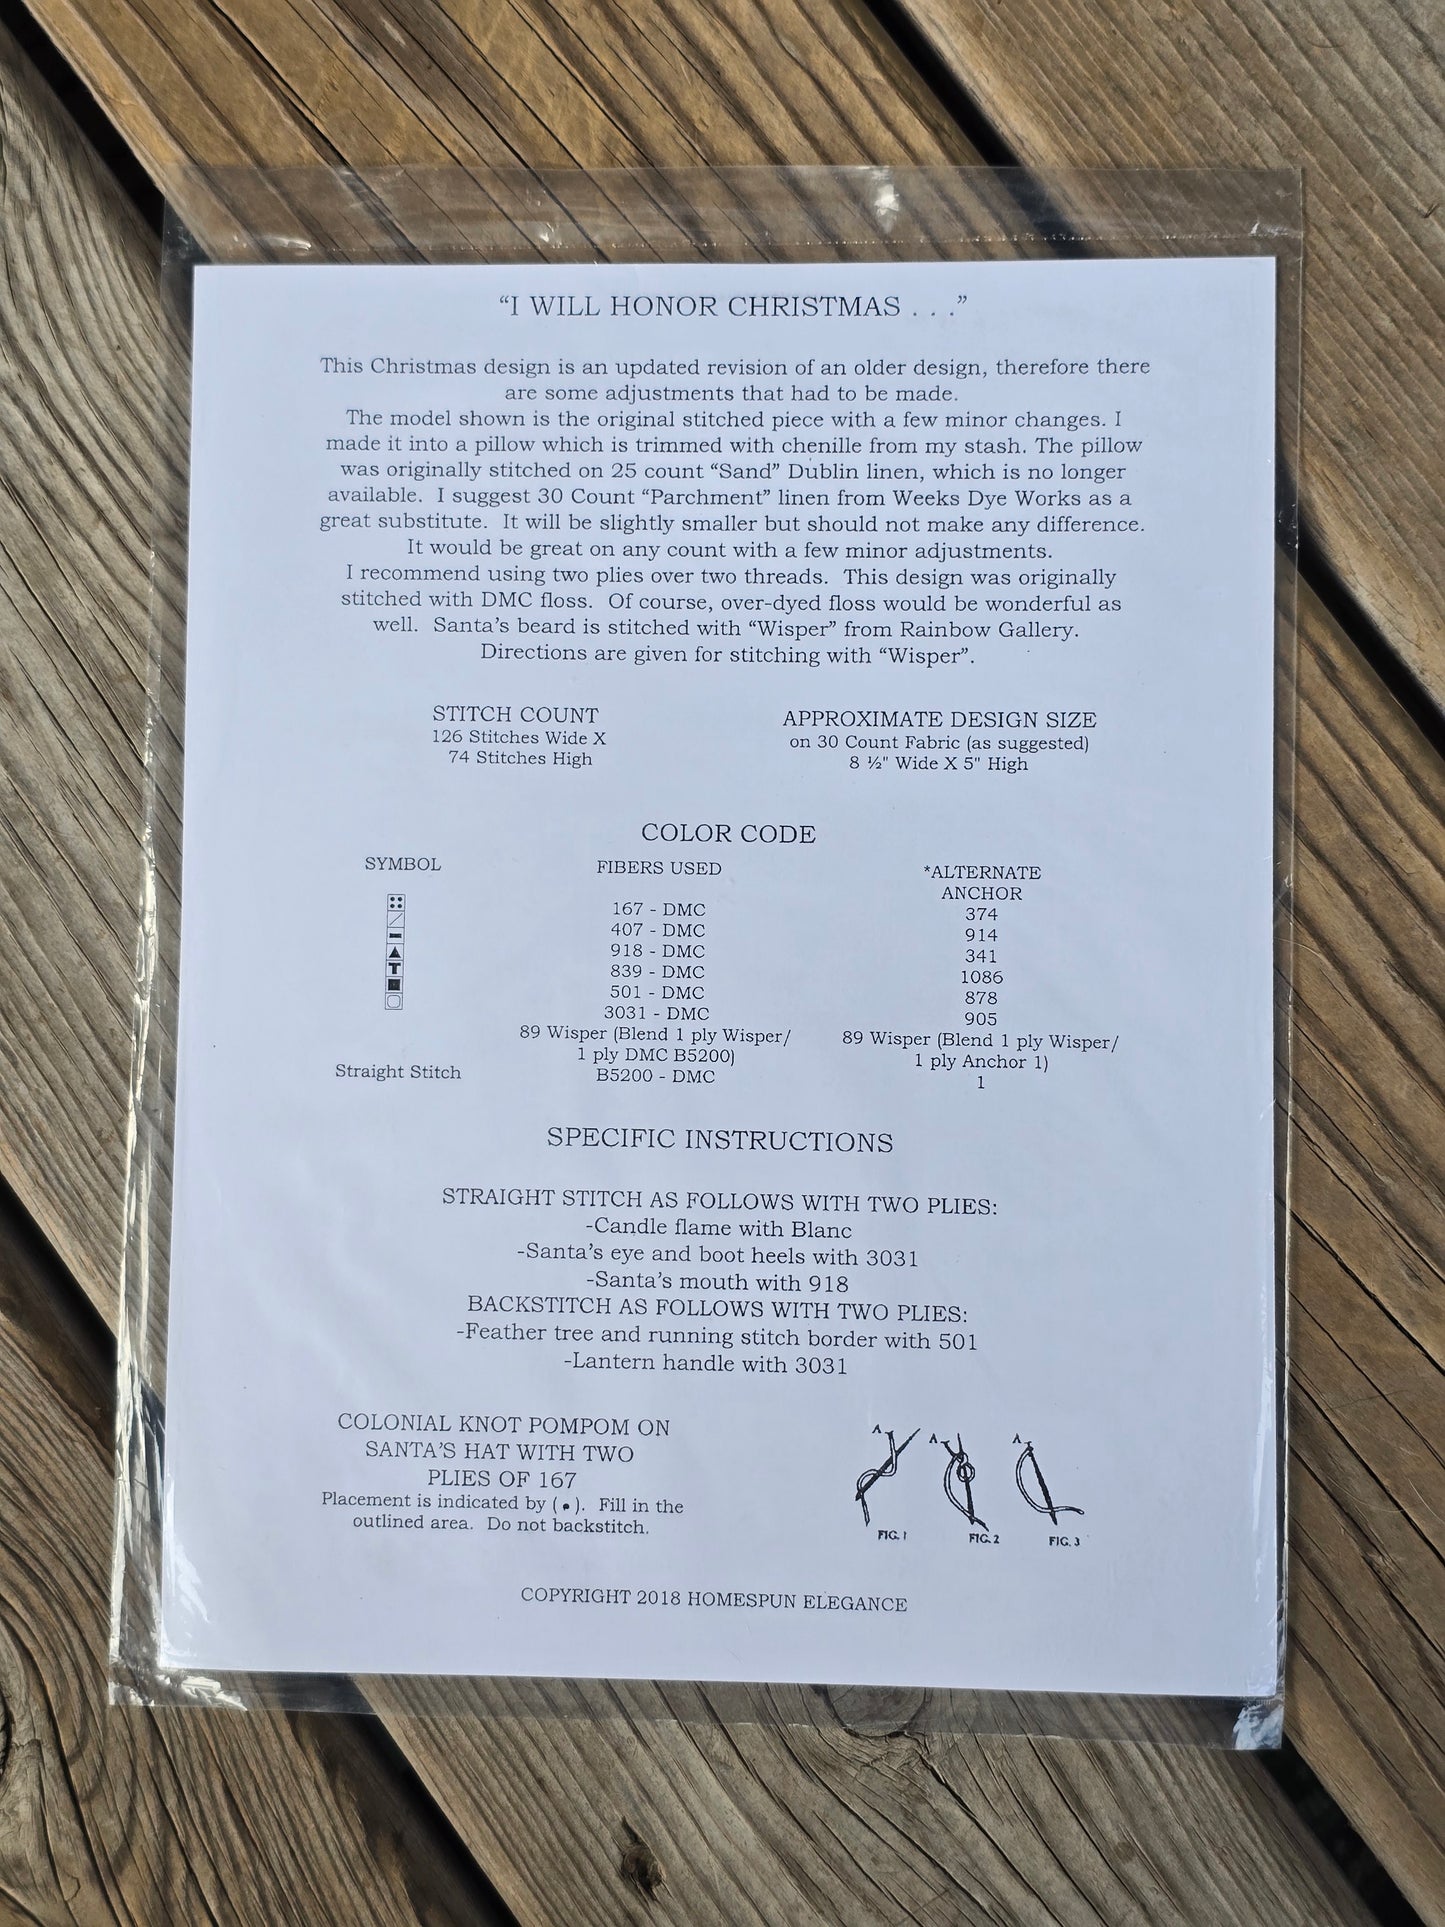 “I WILL HONOR CHRISTMAS . . .”
This Christmas design is an updated revision of an older design, therefore there
are some adjustments that had to be made.
The model shown is the original stitched piece with a few minor changes. I
made it into a pillow which is trimmed with chenille from my stash. The pillow
was originally stitched on 25 count “Sand” Dublin linen, which is no longer
available. I suggest 30 Count “Parchment” linen from Weeks Dye Works as a
great substitute. It will be slightly smaller but should not make any difference.
It would be great on any count with a few minor adjustments.
I recommend using two plies over two threads. This design was originally
stitched with DMC floss. Of course, over-dyed floss would be wonderful as
well. Santa’s beard is stitched with “Wisper” from Rainbow Gallery.
Directions are given for stitching with “Wisper”.
STITCH COUNT
126 Stitches Wide X
74 Stitches High
APPROXIMATE DESIGN SIZE
on 30 Count Fabric (as suggested)
8 ½" Wide X 5" High
COLOR CODE
SYMBOL
FIBERS USED
*ALTERNATE
ANCHOR
167 - DMC
374
407 - DMC
914
918 - DMC
341
839 - DMC
1086
501 - DMC
878
3031 - DMC
905
89 Wisper (Blend 1 ply Wisper/
1 ply DMC B5200)
89 Wisper (Blend 1 ply Wisper/
1 ply Anchor 1)
Straight Stitch
B5200 - DMC
1
SPECIFIC INSTRUCTIONS
STRAIGHT STITCH AS FOLLOWS WITH TWO PLIES:
-Candle flame with Blanc
-Santa’s eye and boot heels with 3031
-Santa’s mouth with 918
BACKSTITCH AS FOLLOWS WITH TWO PLIES:
-Feather tree and running stitch border with 501
-Lantern handle with 3031
COLONIAL KNOT POMPOM ON
SANTA’S HAT WITH TWO
PLIES OF 167
Placement is indicated by ( • ). Fill in the
outlined area. Do not backstitch.
A
A
A
FIG. 1
FIG. 2
FIG. 3
COPYRIGHT 2018 HOMESPUN ELEGANCE